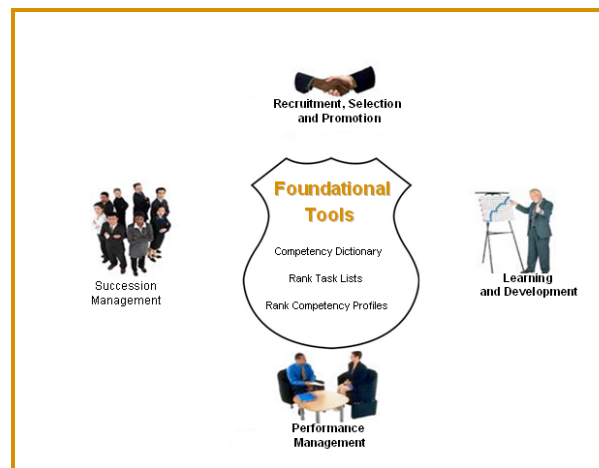 Recruitment, Selection
and Promotion
Foundational
Tools
Competency Dictionary
Rank Task Lists
Rank Competency Profiles
Succession
Management
Learning
and Development
Performance
Management